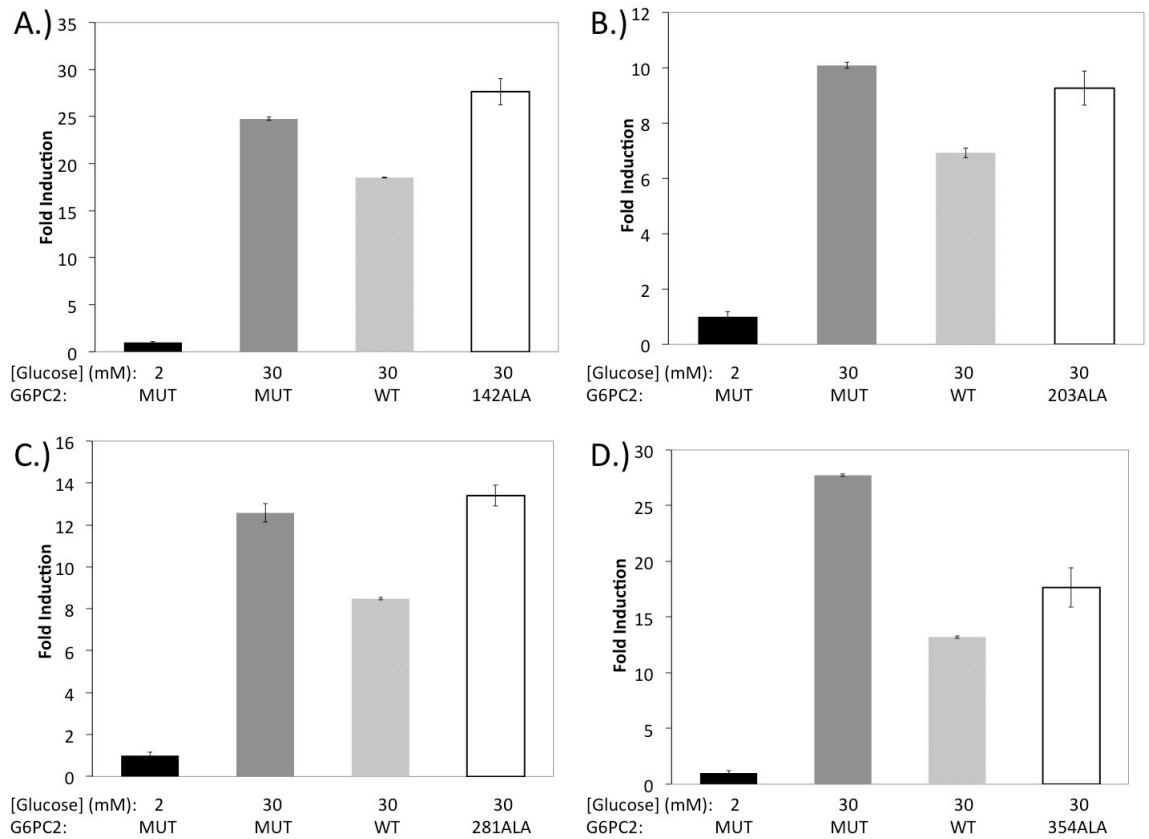 A.)
35
30
25
20
15
10
5
0
Fold Induction
[Glucose] (mM): 2 30 30 30
G6PC2: MUT MUT WT 142ALA
B.)
12
10
8
6
4
2
0
Fold Induction
[Glucose] (mM): 2 30 30 30
G6PC2: MUT MUT WT 203ALA
C.)
16
14
12
10
8
6
4
2
0
Fold Induction
[Glucose] (mM): 2 30 30 30
G6PC2: MUT MUT WT 281ALA
D.)
30
25
20
15
10
5
0
Fold Induction
[Glucose] (mM): 2 30 30 30
G6PC2: MUT MUT WT 354ALA